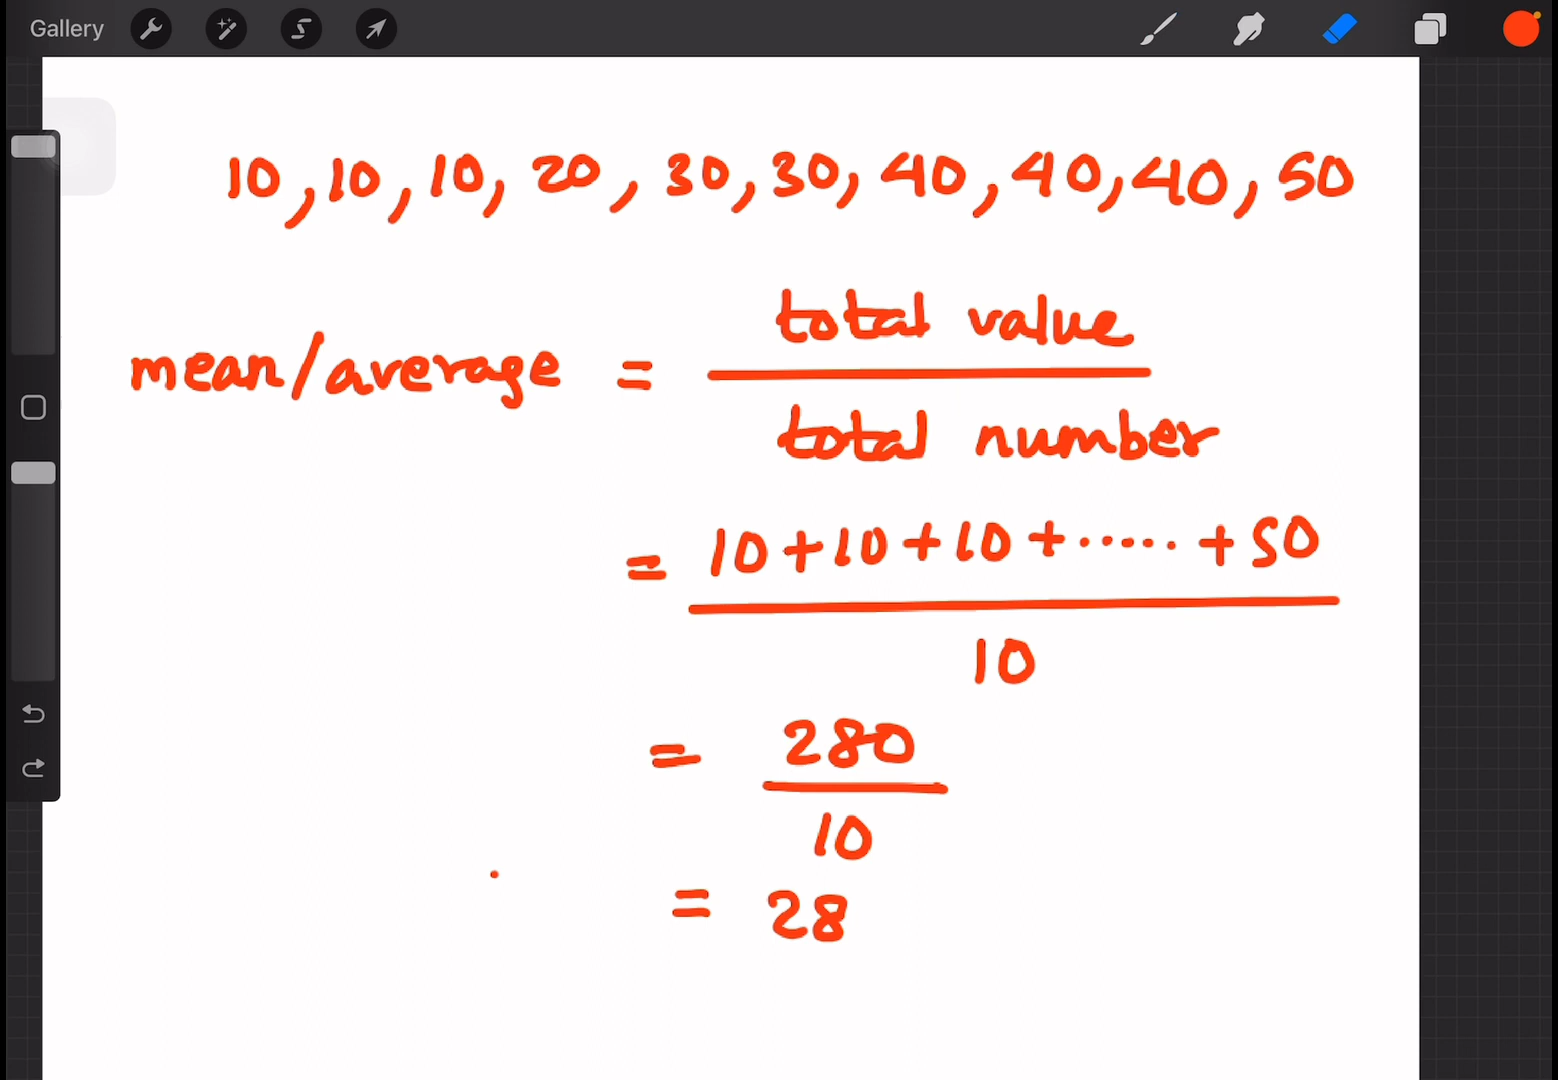 Gallery
10, 10, 10, 20, 30, 30, 40, 40, 40, 50
total value
mean/average =
total number
= 10+10+10+.....+50
10
= 280
10
= 28